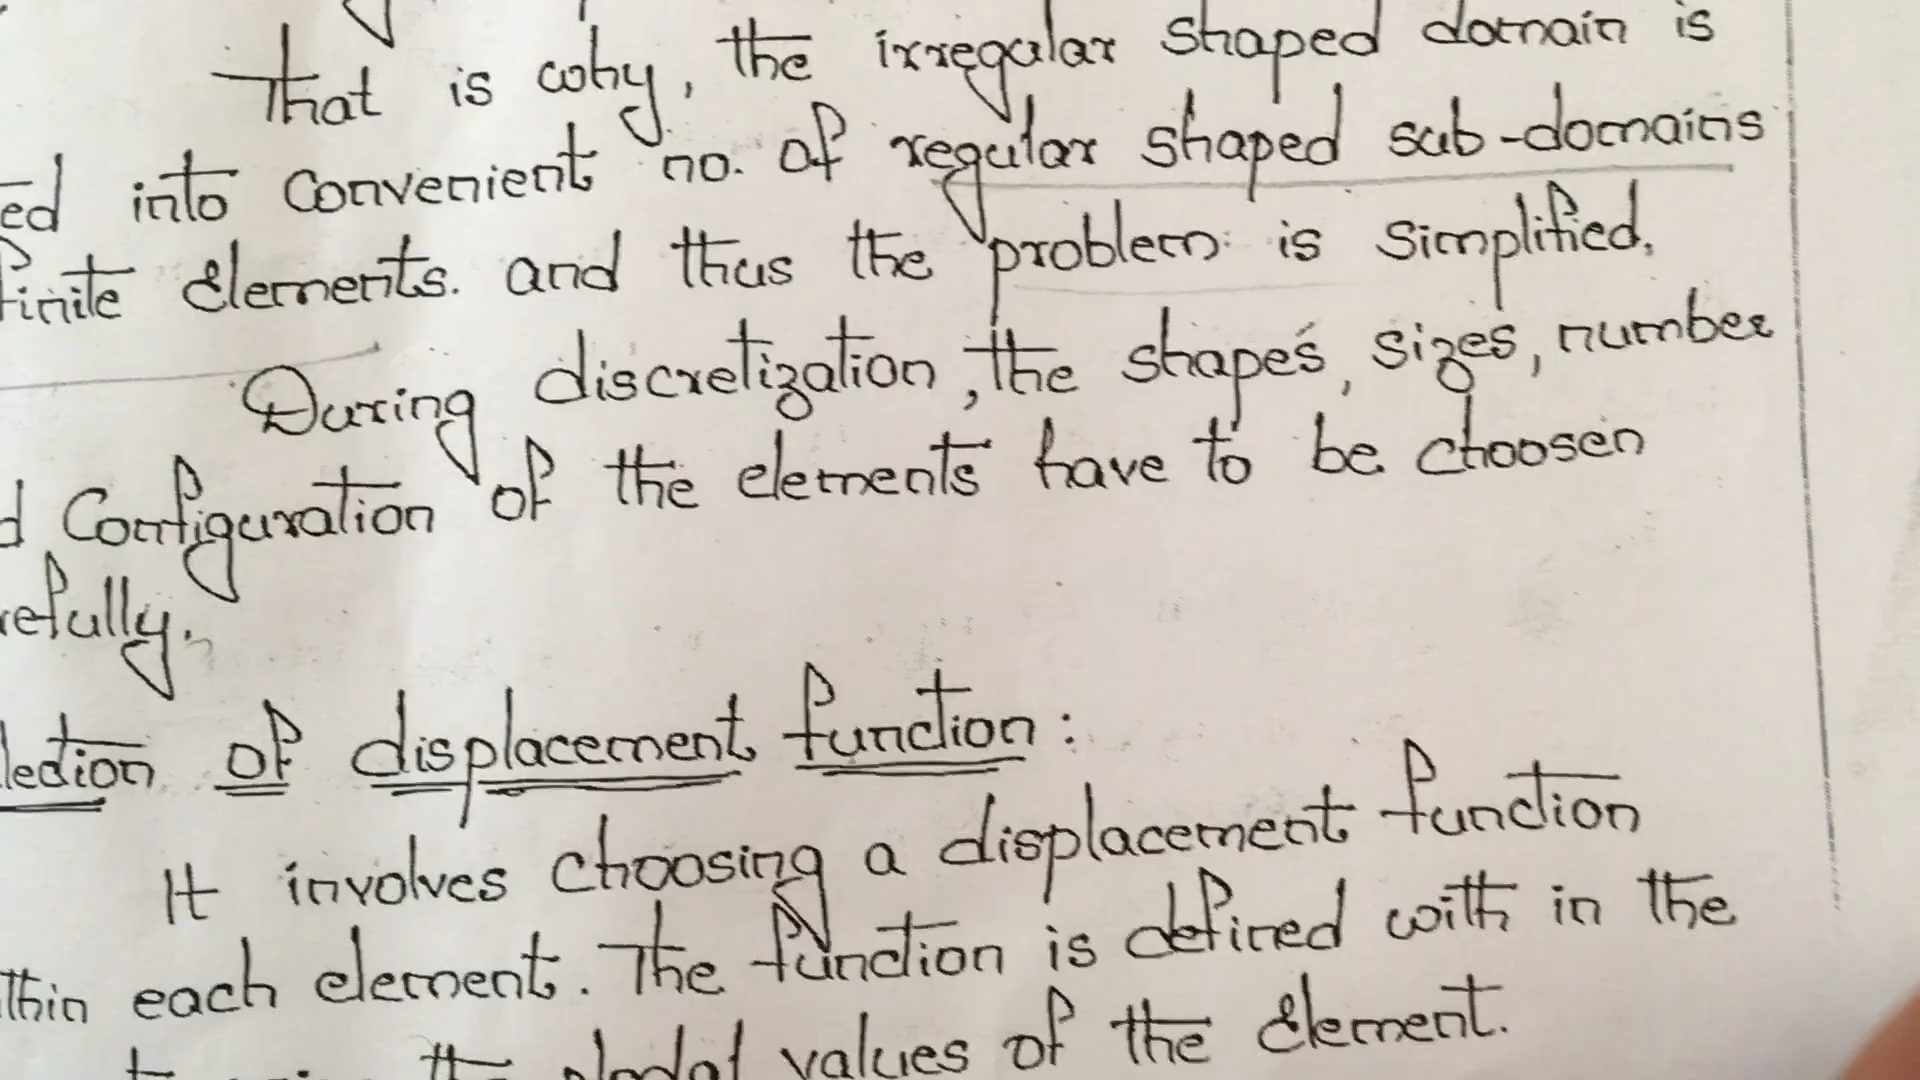 That is why, the irregular shaped domain is
ed into Convenient no. of regular shaped sub-domains
finite elements. and thus the problem is simplified.
During discretization, the shapes, sizes, number
d Configuration of the elements have to be choosen
refully.
lection of displacement function :
It involves choosing a displacement function
thin each element. The function is defined with in the
values of the element.